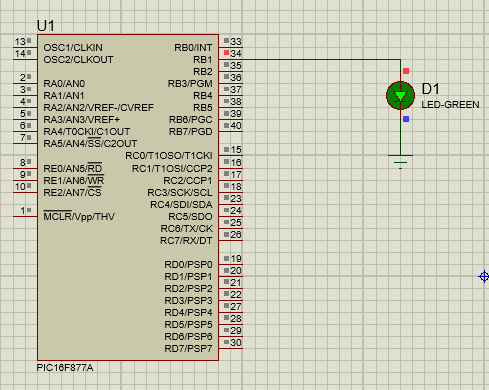 U1
13 OSC1/CLKIN RB0/INT 33
14 OSC2/CLKOUT RB1 34
RB2 35
2 RA0/AN0 RB3/PGM 36
3 RA1/AN1 RB4 37
4 RA2/AN2/VREF-/CVREF RB5 38
5 RA3/AN3/VREF+ RB6/PGC 39
6 RA4/T0CKI/C1OUT RB7/PGD 40
7 RA5/AN4/SS/C2OUT
RC0/T1OSO/T1CKI 15
8 RE0/AN5/RD RC1/T1OSI/CCP2 16
9 RE1/AN6/WR RC2/CCP1 17
10 RE2/AN7/CS RC3/SCK/SCL 18
RC4/SDI/SDA 23
1 MCLR/Vpp/THV RC5/SDO 24
RC6/TX/CK 25
RC7/RX/DT 26
RD0/PSP0 19
RD1/PSP1 20
RD2/PSP2 21
RD3/PSP3 22
RD4/PSP4 27
RD5/PSP5 28
RD6/PSP6 29
RD7/PSP7 30
PIC16F877A
D1
LED-GREEN